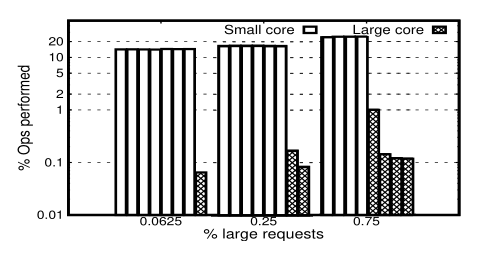 Small core Large core
% Ops performed
20
10
5
2
1
0.1
0.01
0.0625 0.25 0.75
% large requests